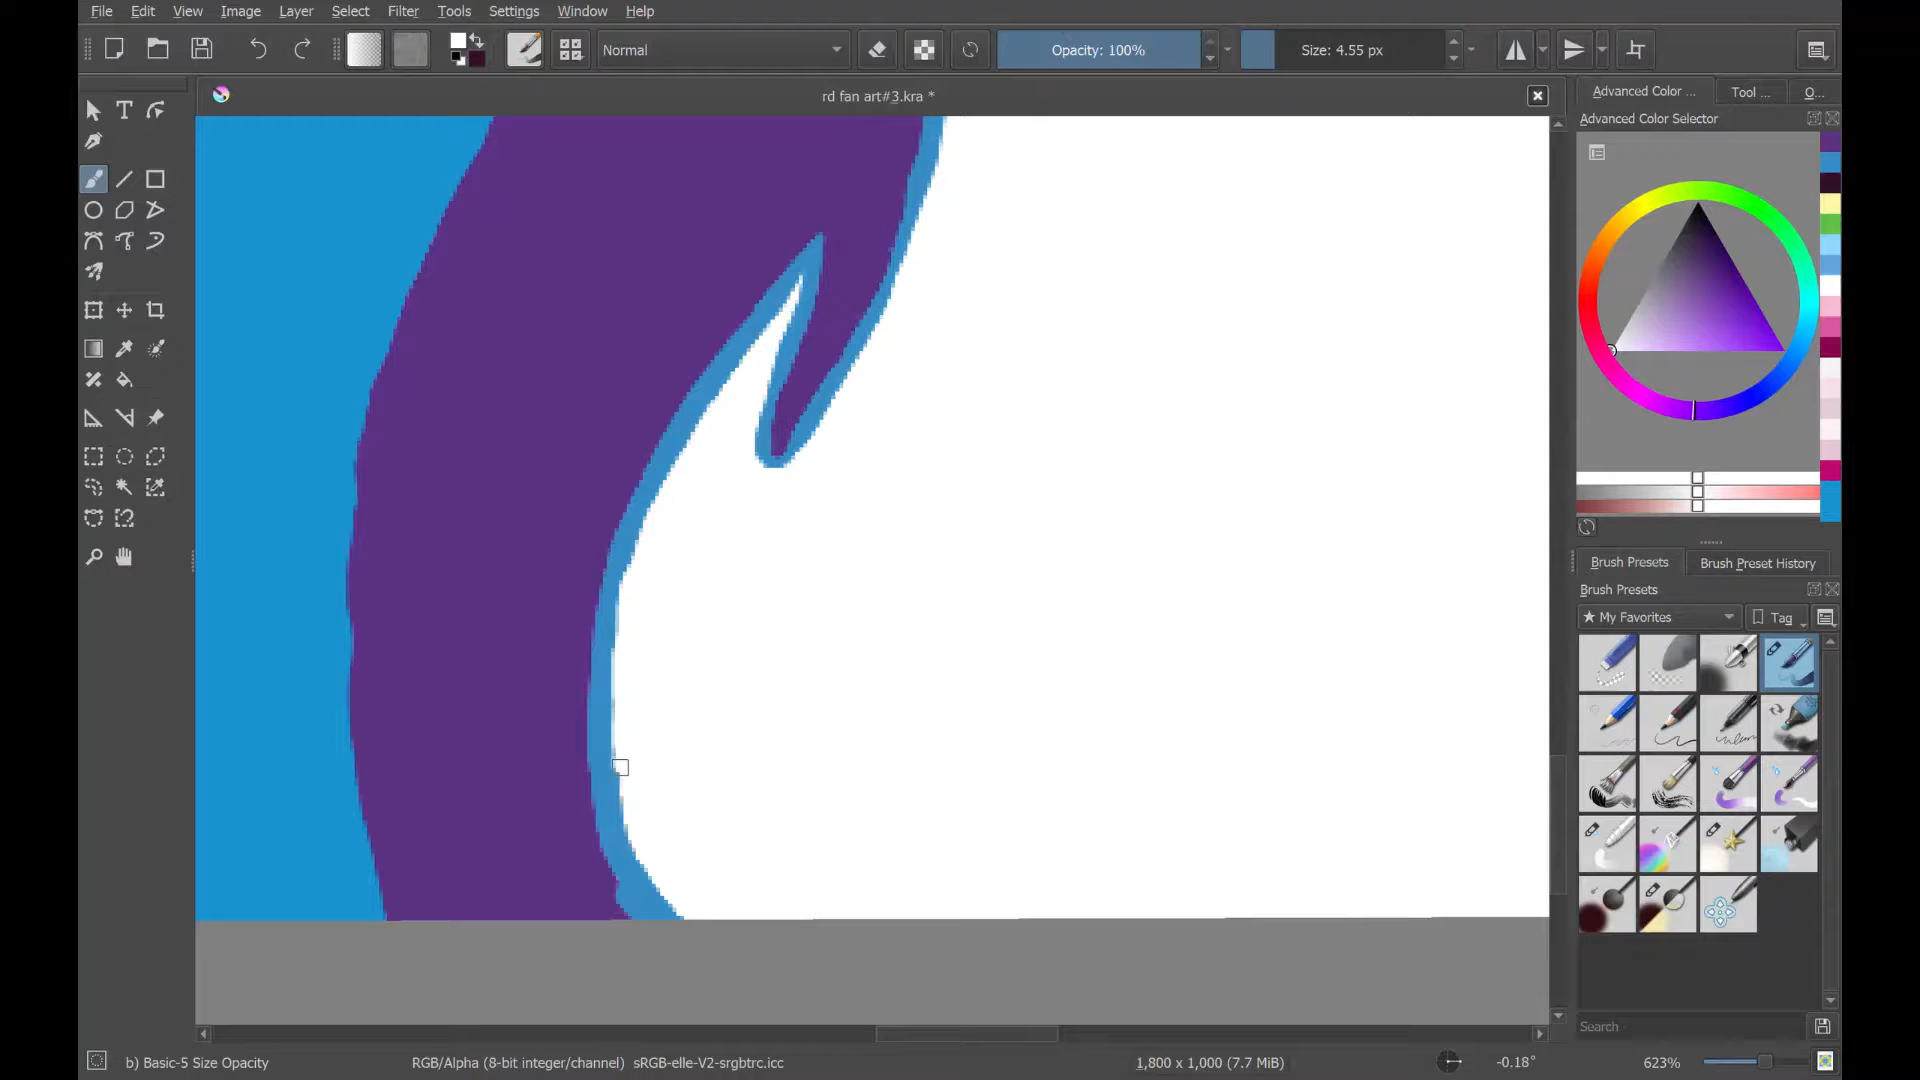 File Edit View Image Layer Select Filter Tools Settings Window Help
Normal
Opacity: 100%
Size: 4.55 px
rd fan art#3.kra *
Advanced Color ...
Tool ...
O...
Advanced Color Selector
Brush Presets
Brush Preset History
Brush Presets
★ My Favorites
Tag
Search
b) Basic-5 Size Opacity
RGB/Alpha (8-bit integer/channel) sRGB-elle-V2-srgbtrc.icc
1,800 x 1,000 (7.7 MiB)
-0.18°
623%